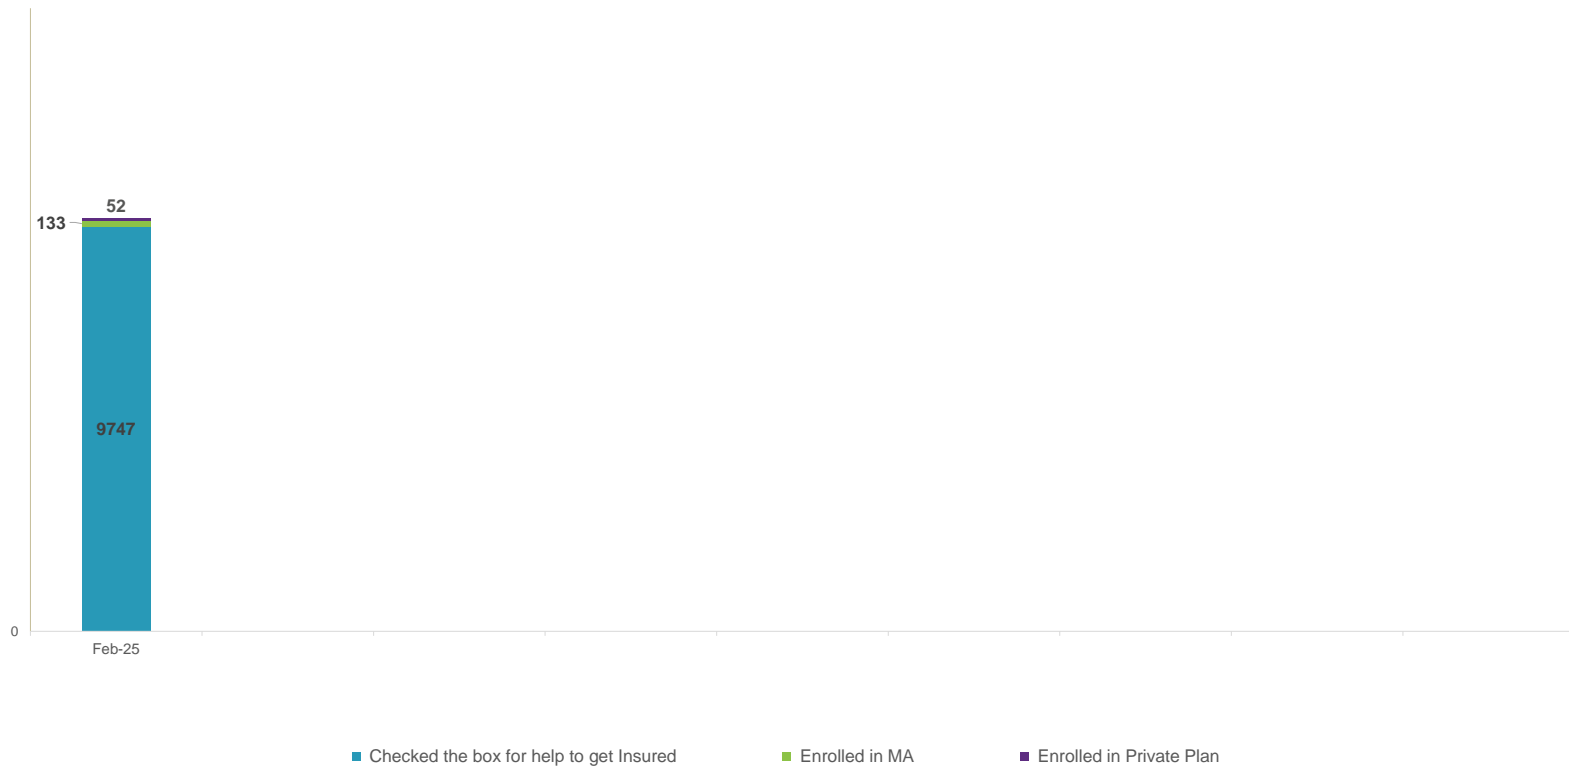 52
133
9747
0
Feb-25
Checked the box for help to get Insured Enrolled in MA Enrolled in Private Plan